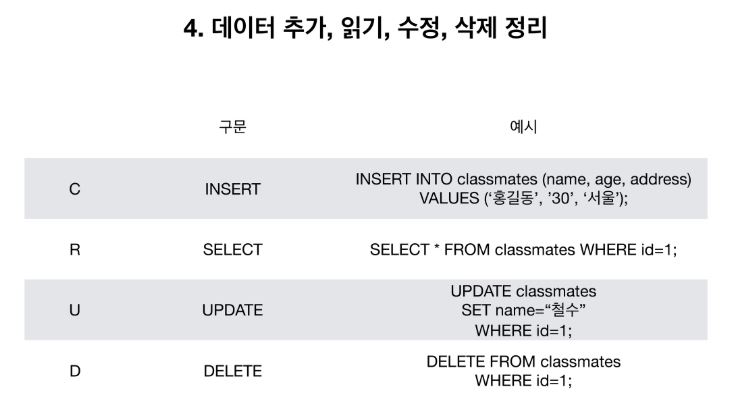 4. 데이터 추가, 읽기, 수정, 삭제 정리
구문 예시
C INSERT INSERT INTO classmates (name, age, address)
VALUES (‘홍길동’, ’30’, ‘서울’);
R SELECT SELECT * FROM classmates WHERE id=1;
U UPDATE UPDATE classmates
SET name=“철수”
WHERE id=1;
D DELETE DELETE FROM classmates
WHERE id=1;